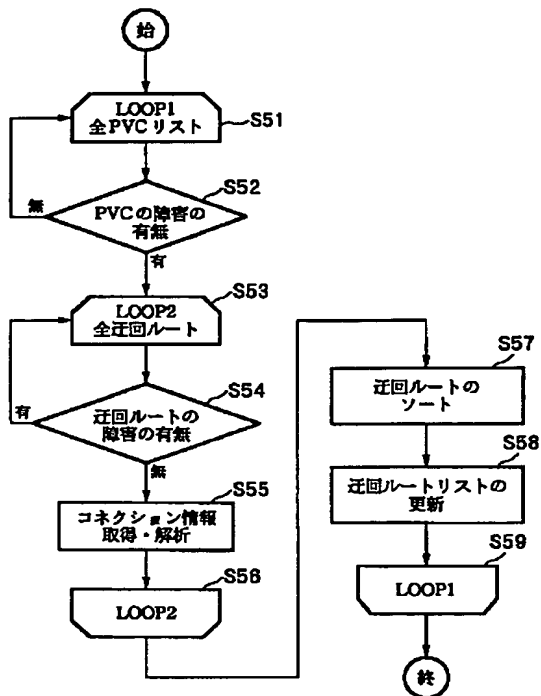 始
LOOP1
全PVCリスト
S51
S52
PVCの障害の
有無
無
有
S53
LOOP2
全迂回ルート
S54
迂回ルートの
障害の有無
有
無
S55
コネクション情報
取得・解析
S56
LOOP2
S57
迂回ルートの
ソート
S58
迂回ルートリストの
更新
S59
LOOP1
終